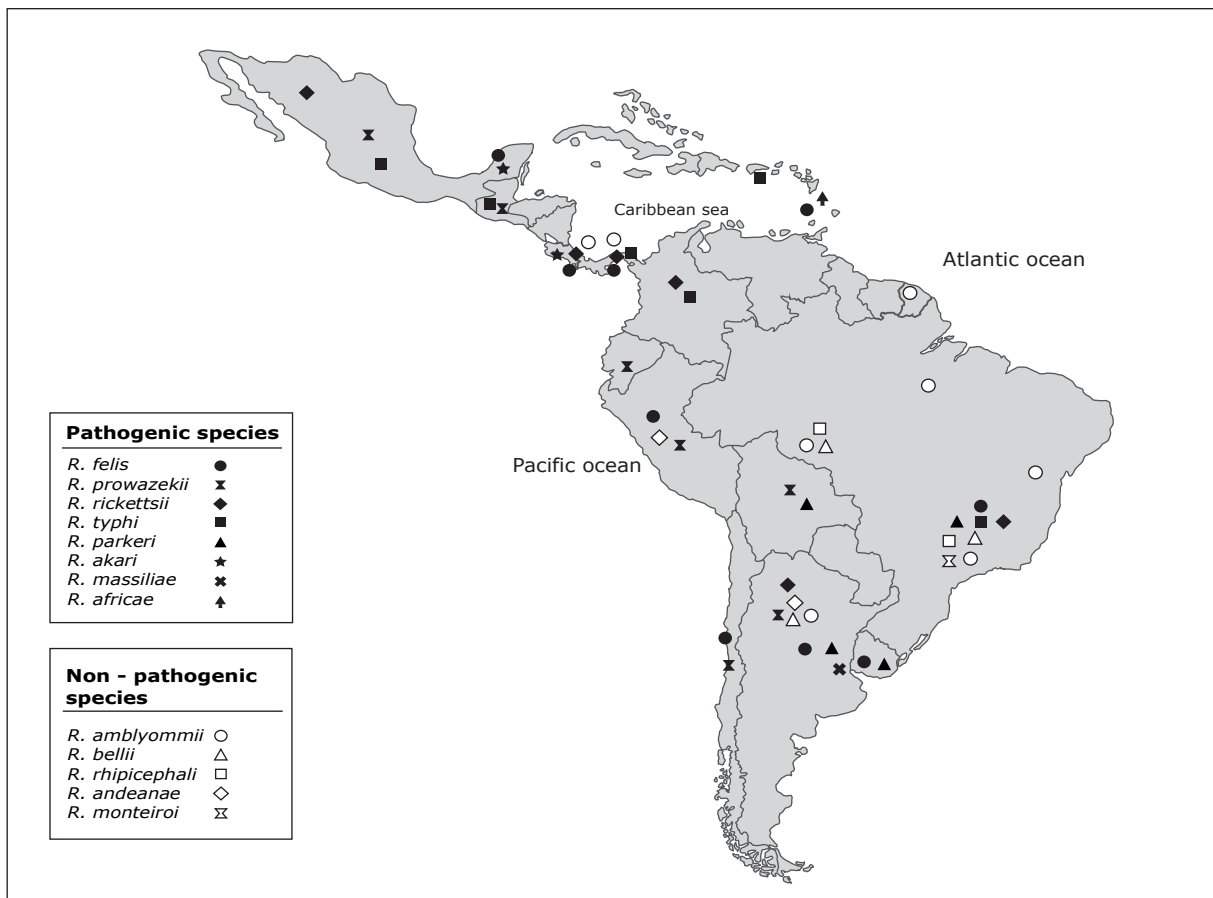 Caribbean sea
Atlantic ocean
Pacific ocean
Pathogenic species
R. felis
R. prowazekii
R. rickettsii
R. typhi
R. parkeri
R. akari
R. massiliae
R. africae
Non - pathogenic
species
R. amblyommii
R. bellii
R. rhipicephali
R. andeanae
R. monteiroi